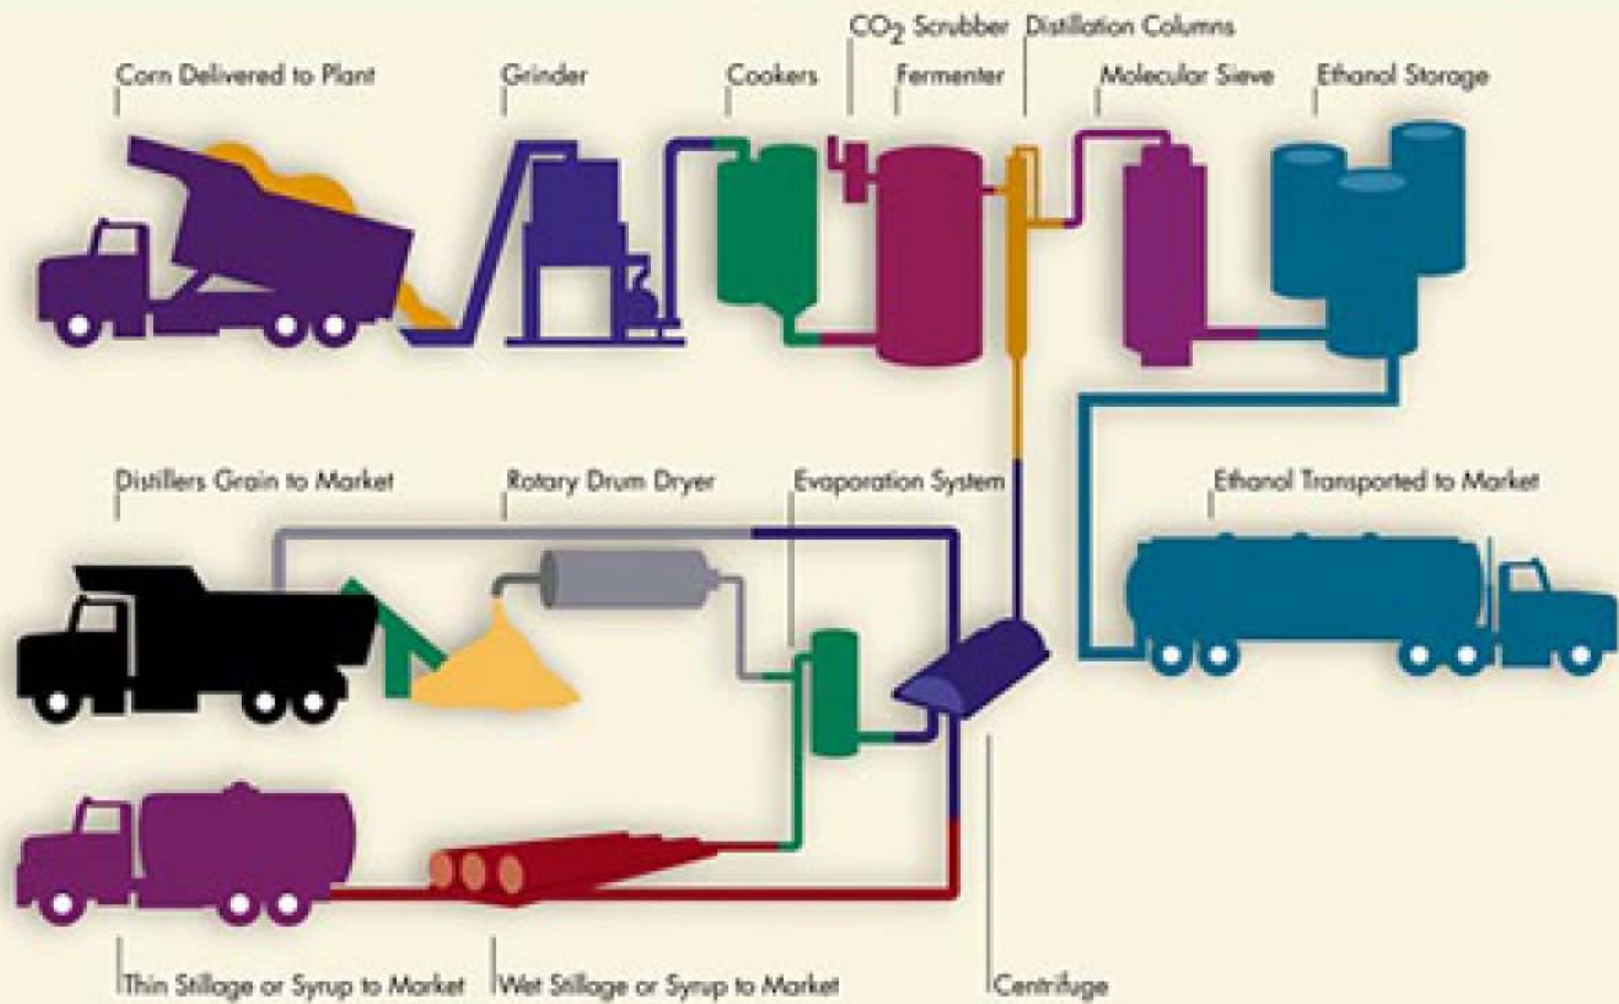 CO2 Scrubber
Distillation Columns
Corn Delivered to Plant
Grinder
Cookers
Fermenter
Molecular Sieve
Ethanol Storage
Distillers Grain to Market
Rotary Drum Dryer
Evaporation System
Ethanol Transported to Market
Thin Stillage or Syrup to Market
Wet Stillage or Syrup to Market
Centrifuge